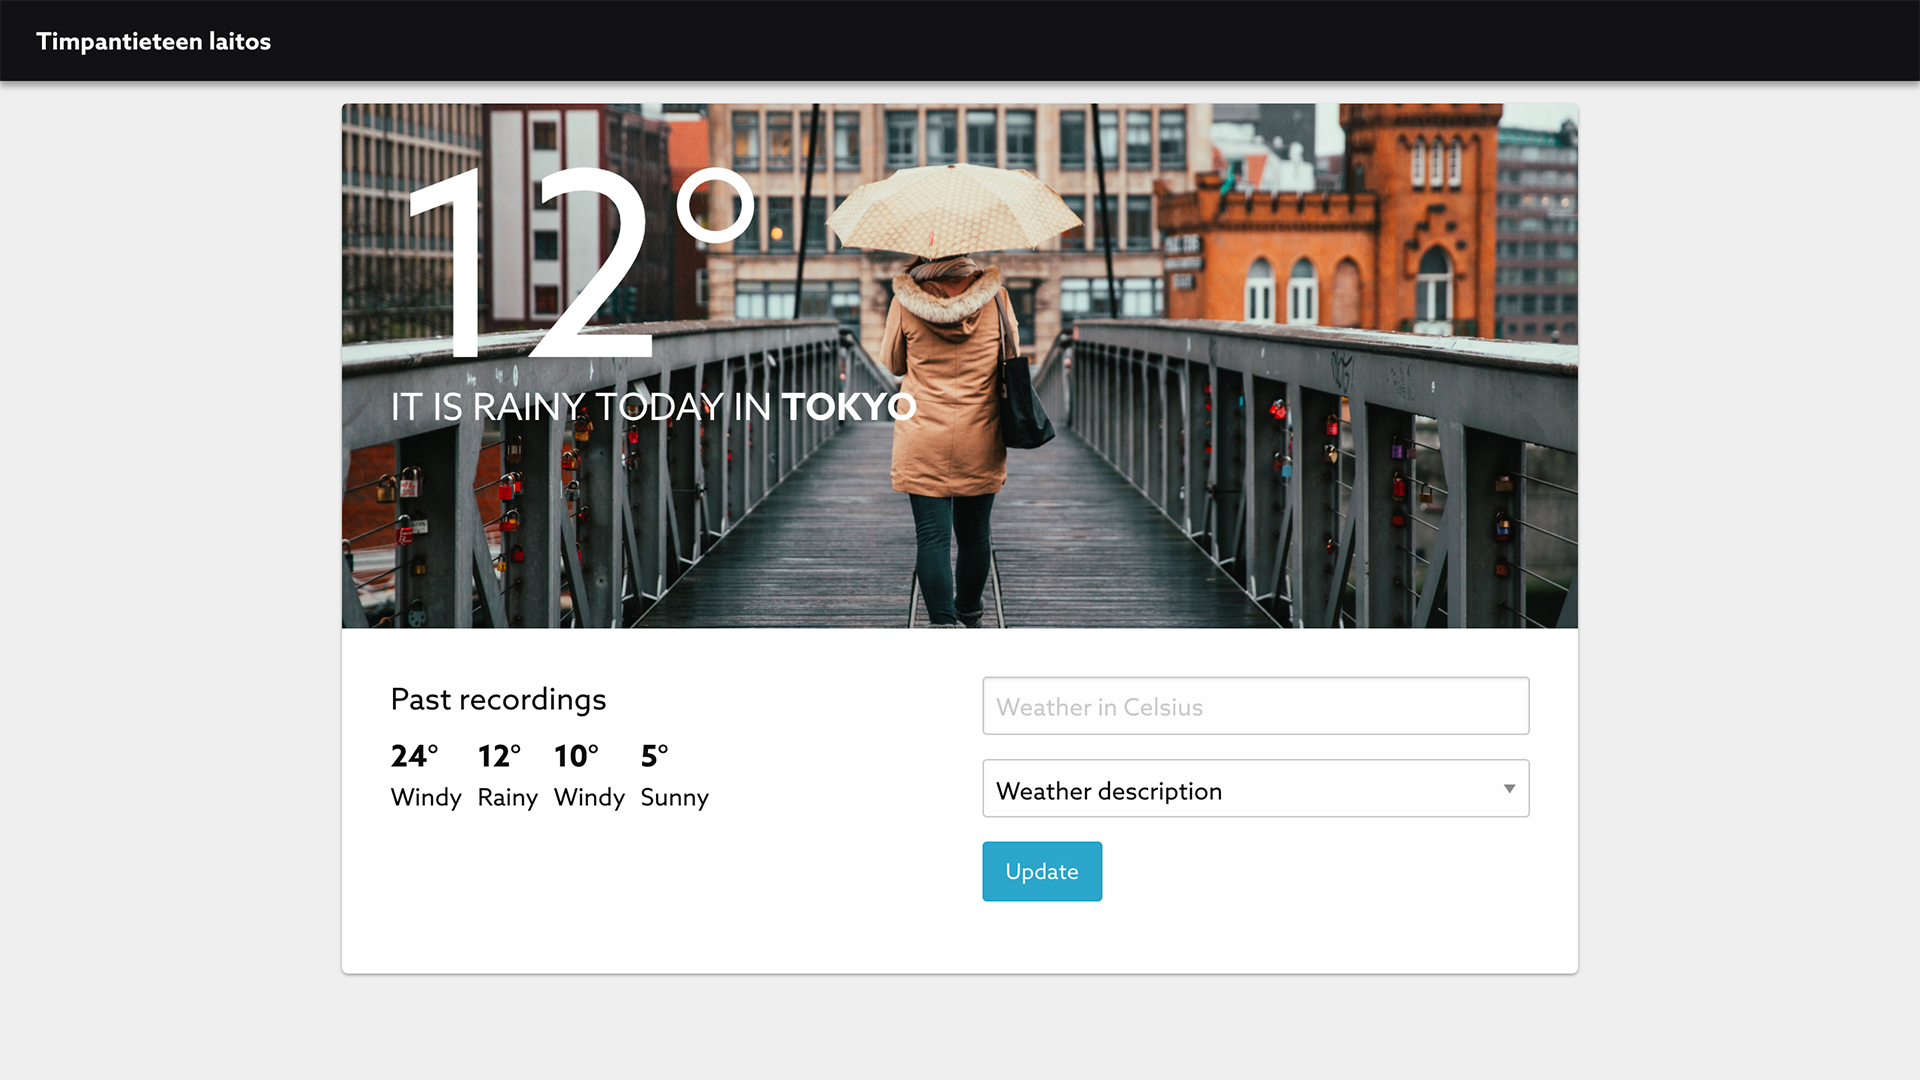 Timpantieteen laitos
12°
IT IS RAINY TODAY IN TOKYO
Past recordings
24° 12° 10° 5°
Windy Rainy Windy Sunny
Weather in Celsius
Weather description
Update